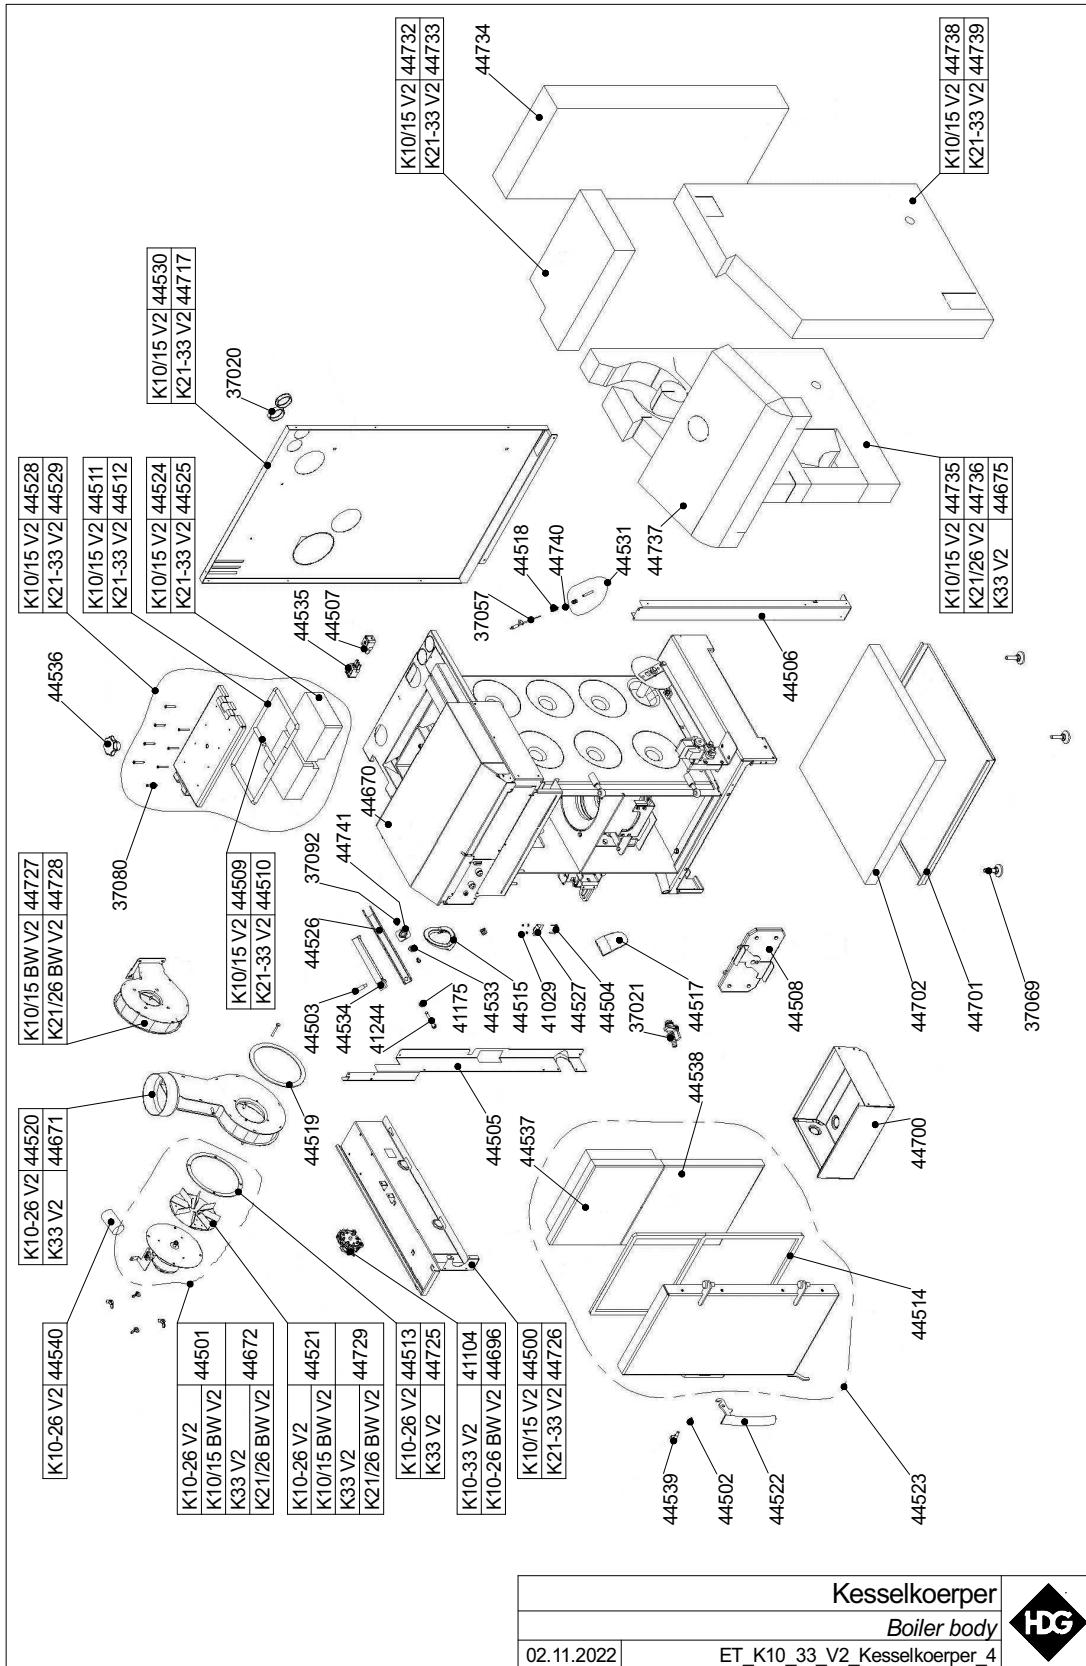 K10/15 V2 44732
K21-33 V2 44733
44734
K10/15 V2 44738
K21-33 V2 44739
K10/15 V2 44530
K21-33 V2 44717
37020
K10/15 V2 44528
K21-33 V2 44529
K10/15 V2 44511
K21-33 V2 44512
K10/15 V2 44524
K21-33 V2 44525
44536
44535
44507
37057
44518
44740
44531
44737
K10/15 V2 44735
K21/26 V2 44736
K33 V2 44675
44506
K10/15 BW V2 44727
K21/26 BW V2 44728
37080
K10/15 V2 44509
K21-33 V2 44510
44670
44741
37092
44526
44503
44534
41244
41175
44533
44515
41029
44527
44504
37021
44517
44508
44702
44701
37069
K10-26 V2 44520
K33 V2 44671
44519
44505
44537
44538
44700
K10-26 V2 44540
K10-26 V2 44501
K10/15 BW V2
K33 V2 44672
K21/26 BW V2
K10-26 V2 44521
K10/15 BW V2
K33 V2 44729
K21/26 BW V2
K10-26 V2 44513
K33 V2 44725
K10-33 V2 41104
K10-26 BW V2 44696
K10/15 V2 44500
K21-33 V2 44726
44514
44539
44502
44522
44523
Kesselkoerper
Boiler body
02.11.2022 ET_K10_33_V2_Kesselkoerper_4
HDG